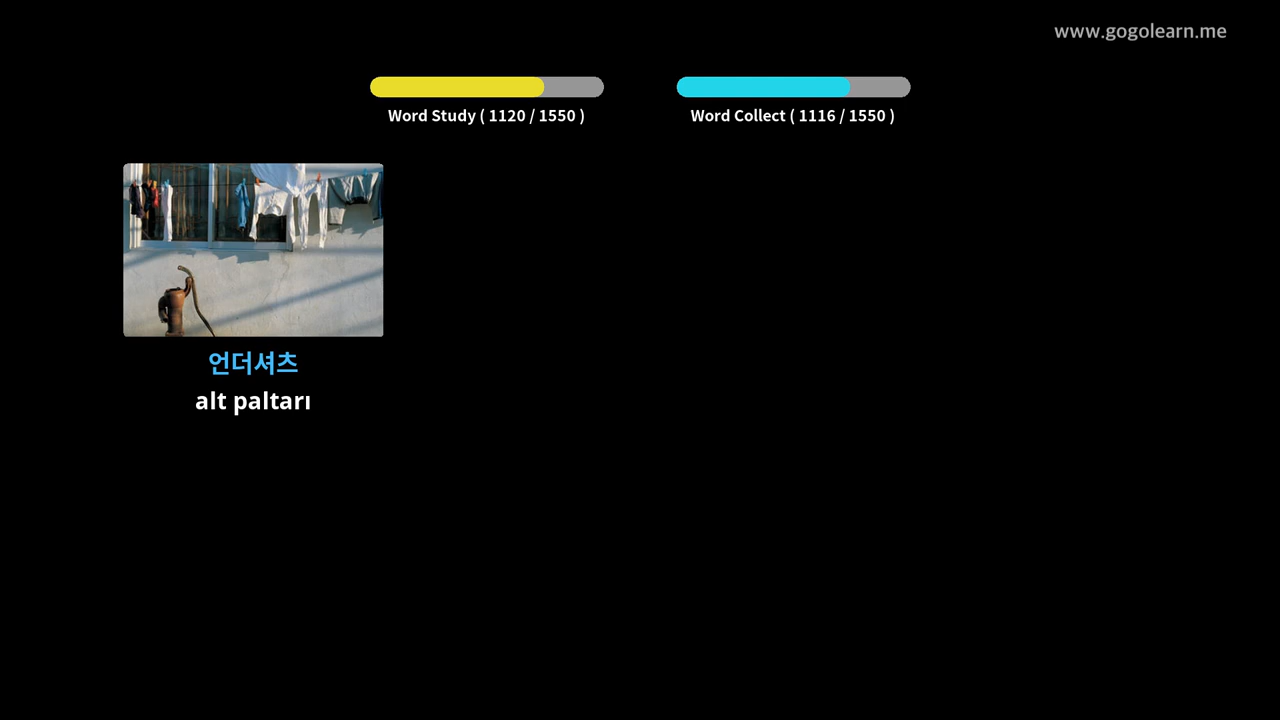 www.gogolearn.me
Word Study ( 1120 / 1550 )
Word Collect ( 1116 / 1550 )
언더셔츠
alt paltarı